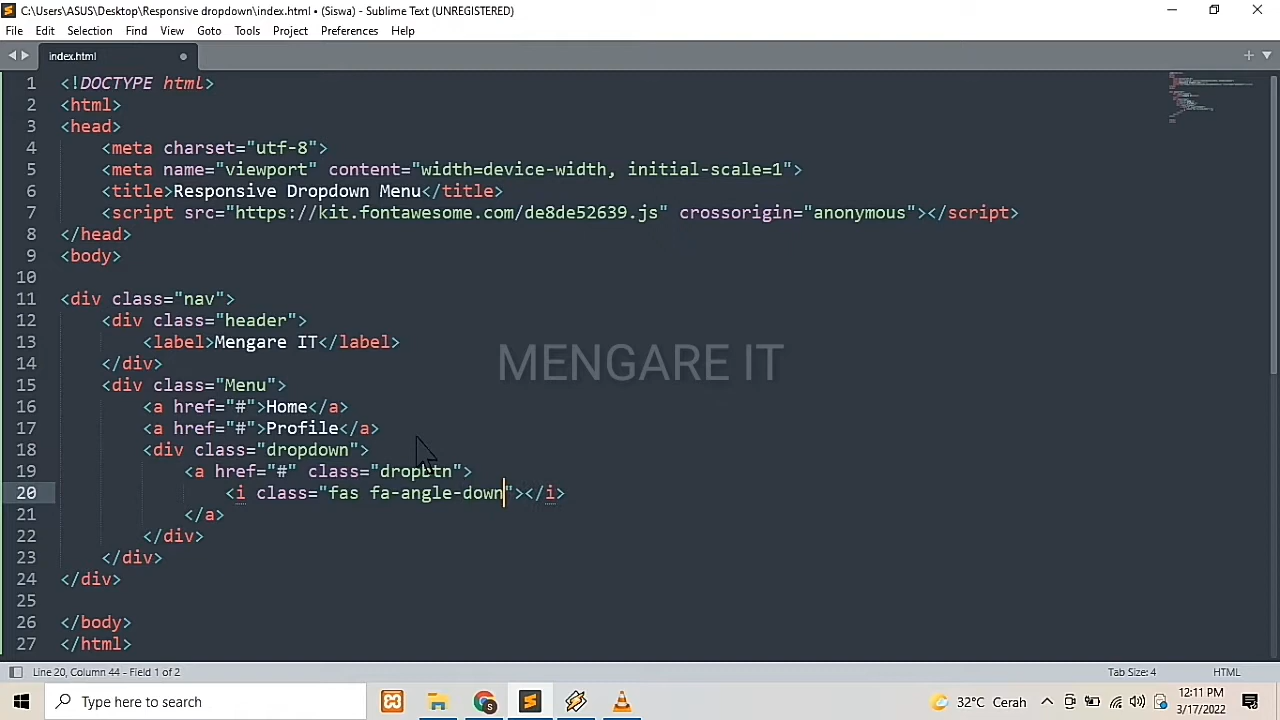 C:\Users\ASUS\Desktop\Responsive dropdown\index.html • (Siswa) - Sublime Text (UNREGISTERED)
File Edit Selection Find View Goto Tools Project Preferences Help
index.html
1 <!DOCTYPE html>
2 <html>
3 <head>
4 <meta charset="utf-8">
5 <meta name="viewport" content="width=device-width, initial-scale=1">
6 <title>Responsive Dropdown Menu</title>
7 <script src="https://kit.fontawesome.com/de8de52639.js" crossorigin="anonymous"></script>
8 </head>
9 <body>
10
11 <div class="nav">
12 <div class="header">
13 <label>Mengare IT</label>
14 </div>
15 <div class="Menu">
16 <a href="#">Home</a>
17 <a href="#">Profile</a>
18 <div class="dropdown">
19 <a href="#" class="dropbtn">
20 <i class="fas fa-angle-down"></i>
21 </a>
22 </div>
23 </div>
24 </div>
25
26 </body>
27 </html>
MENGARE IT
Line 20, Column 44 - Field 1 of 2 Tab Size: 4 HTML
Type here to search 32°C Cerah 12:11 PM
3/17/2022